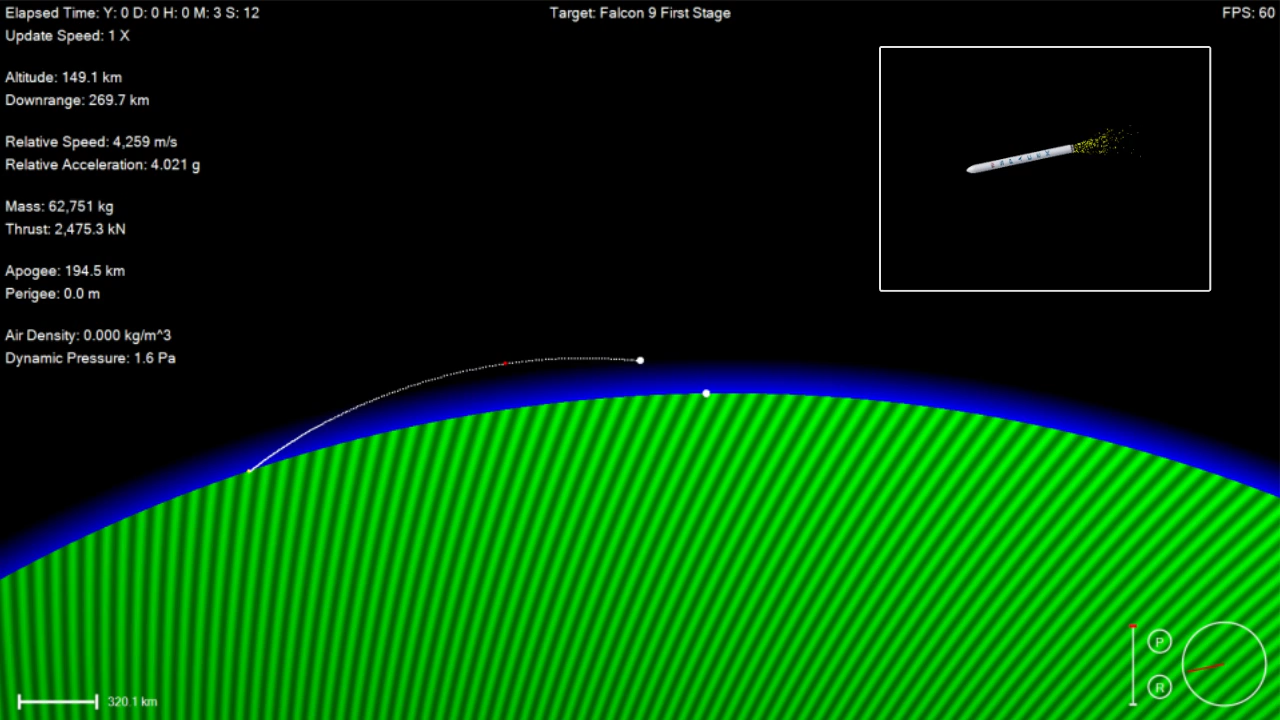 Elapsed Time: Y: 0 D: 0 H: 0 M: 3 S: 12
Target: Falcon 9 First Stage
FPS: 60
Update Speed: 1 X
Altitude: 149.1 km
Downrange: 269.7 km
Relative Speed: 4,259 m/s
Relative Acceleration: 4.021 g
Mass: 62,751 kg
Thrust: 2,475.3 kN
Apogee: 194.5 km
Perigee: 0.0 m
Air Density: 0.000 kg/m^3
Dynamic Pressure: 1.6 Pa
P
R
320.1 km